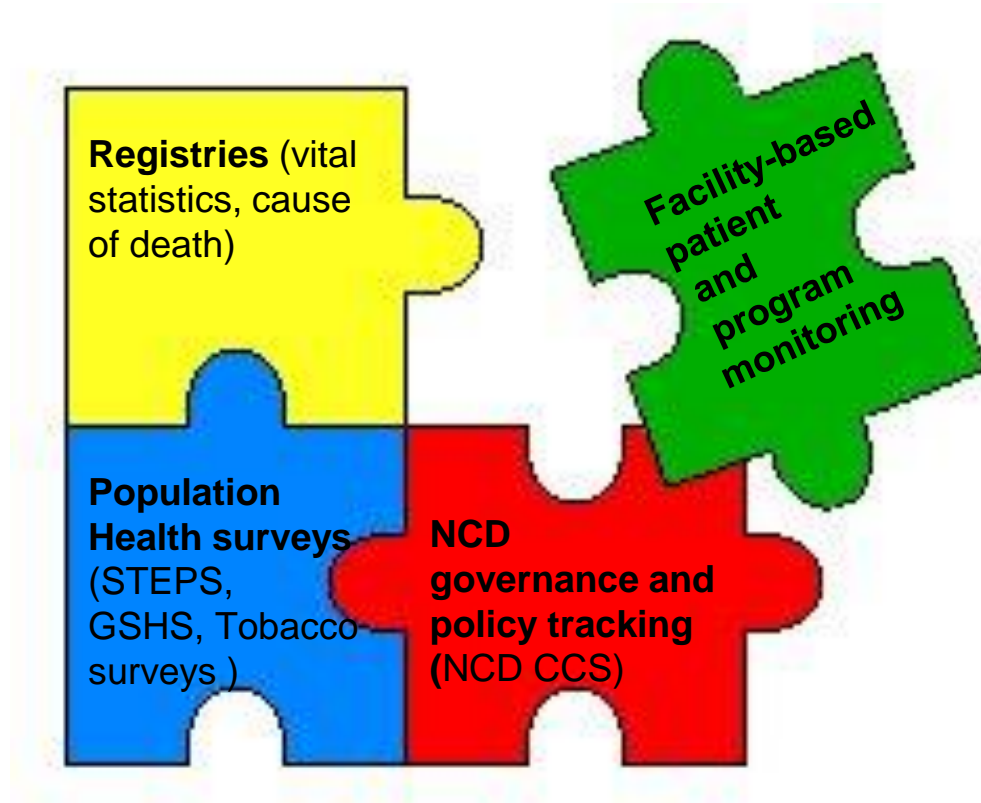 Registries (vital
statistics, cause
of death)
Facility-based
patient
and
program
monitoring
Population
Health surveys
(STEPS,
GSHS, Tobacco
surveys )
NCD
governance and
policy tracking
(NCD CCS)